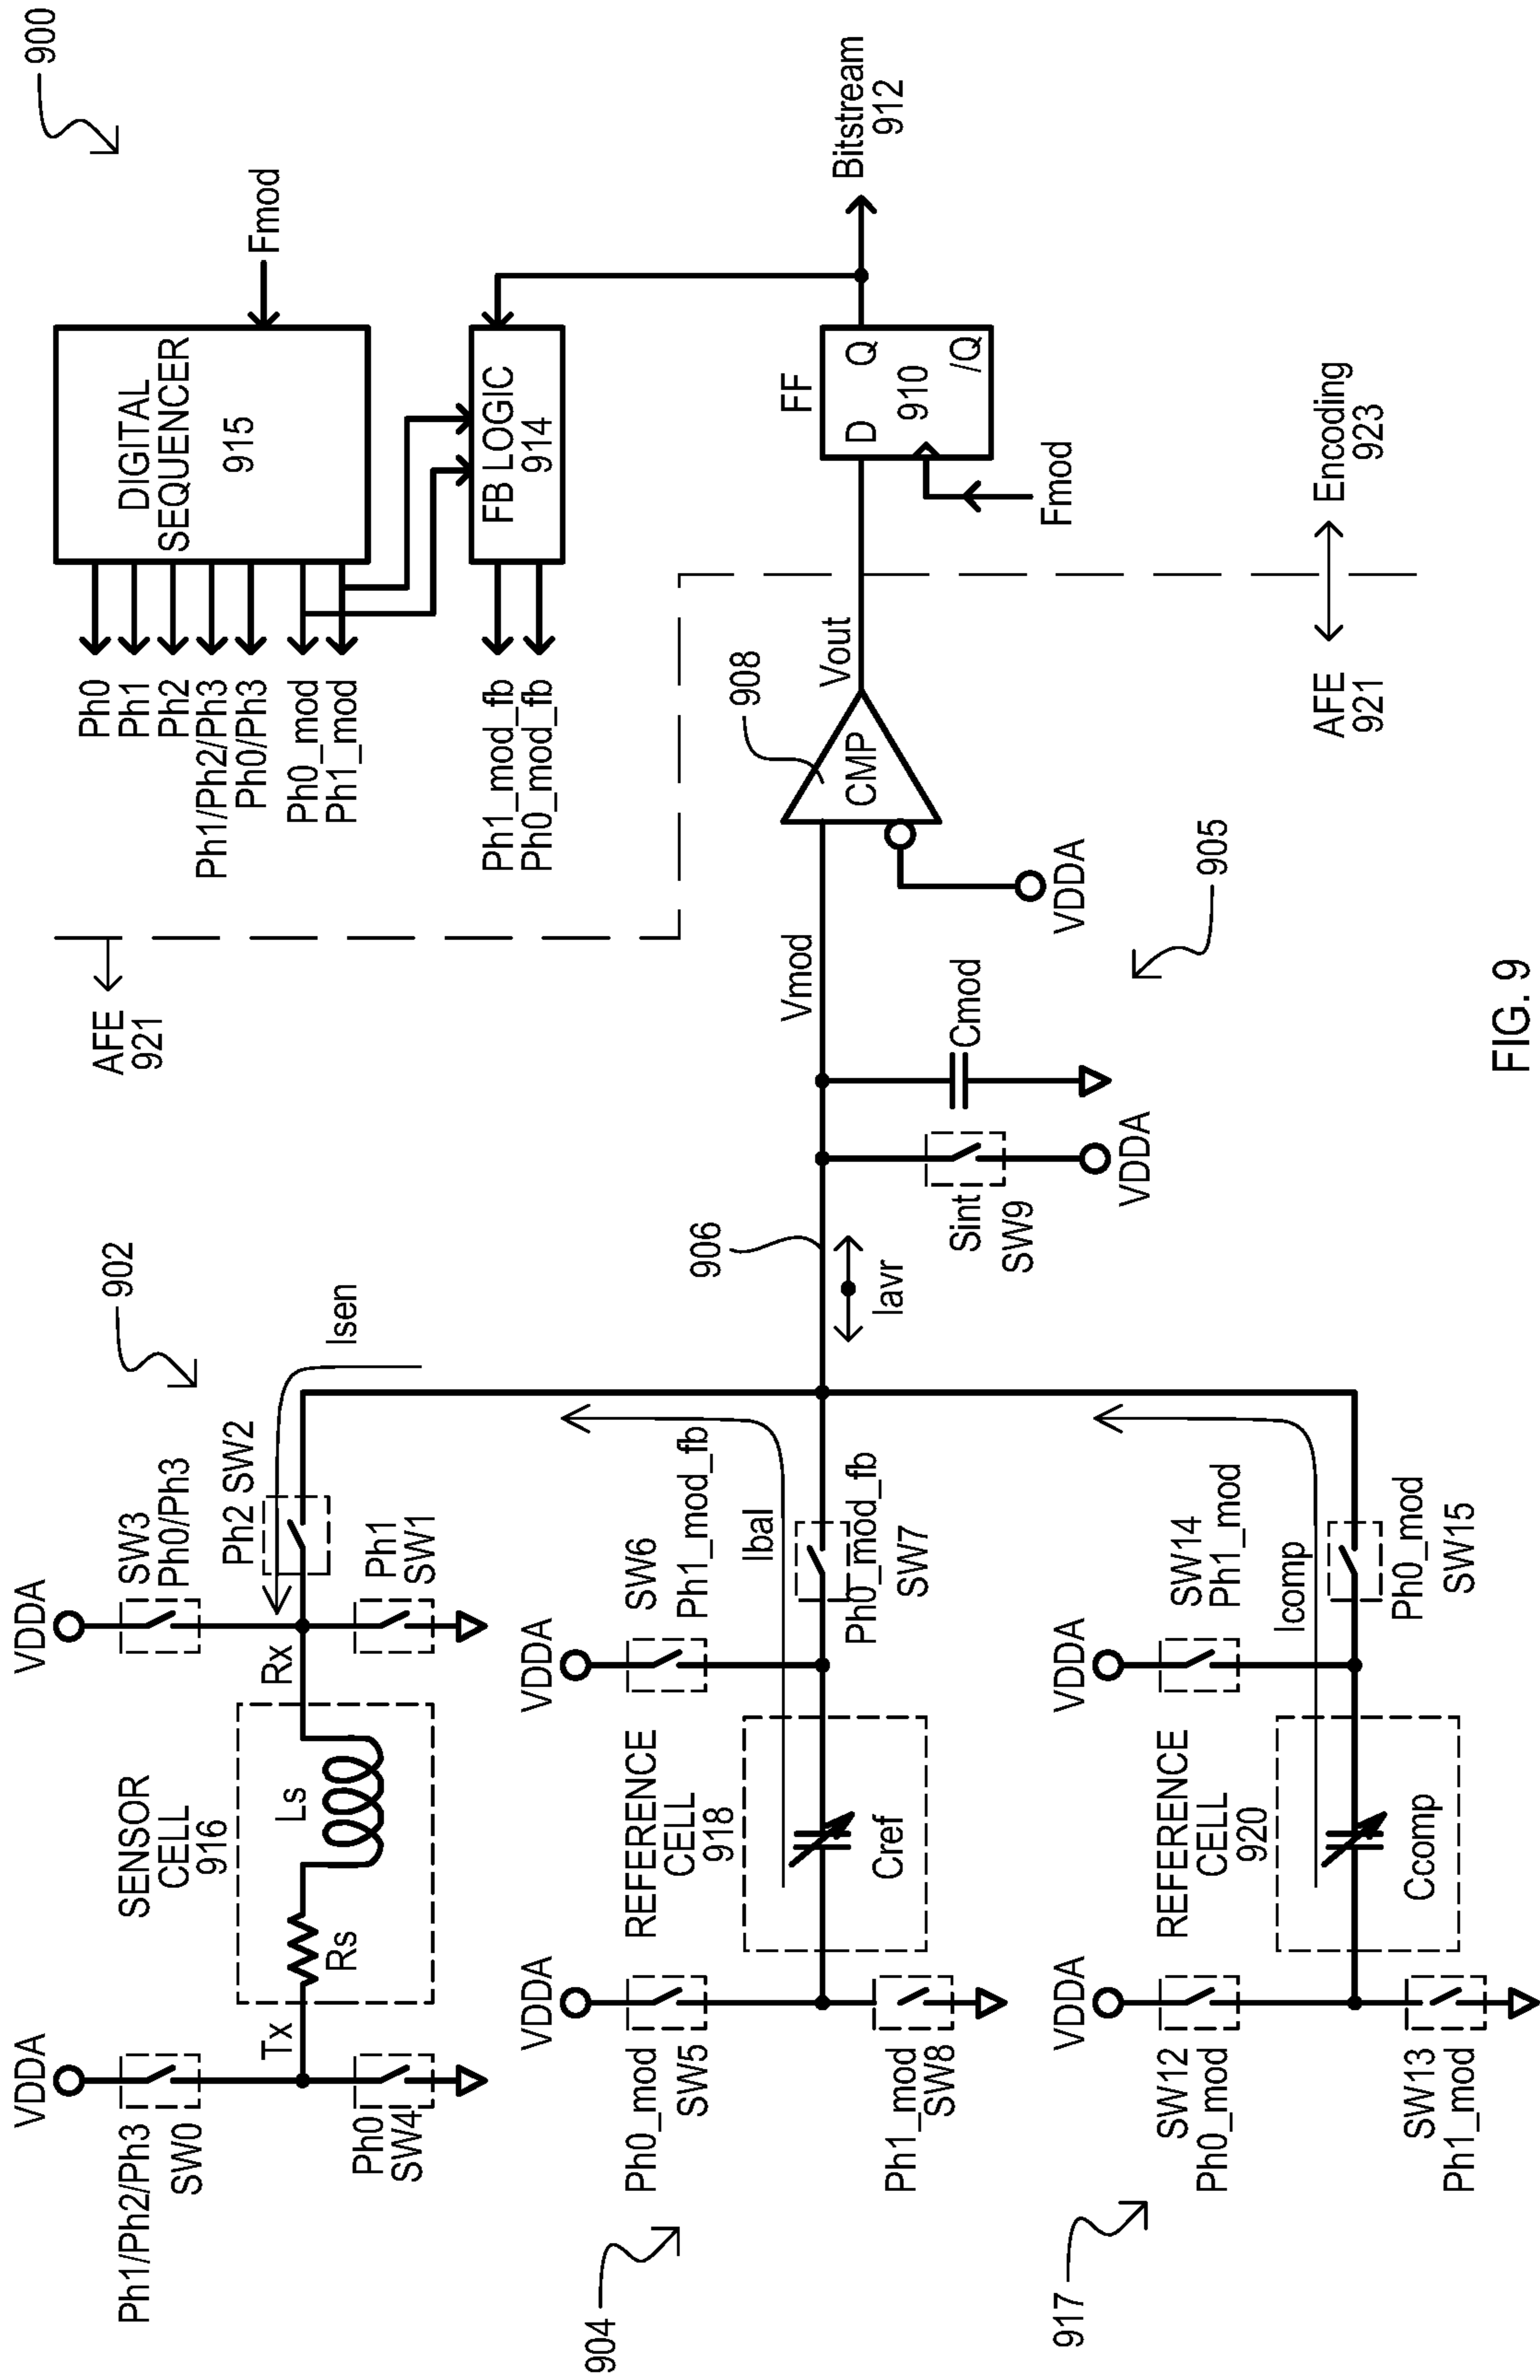 900
902
VDDA
VDDA
Ph1/Ph2/Ph3
SW0
Tx
Ph0
SW4
SENSOR
CELL
916
Rs
Ls
SW3
Ph0/Ph3
Rx
Ph2 SW2
Ph1
SW1
Isen
AFE
921
Ph0
Ph1
Ph2
Ph1/Ph2/Ph3
Ph0/Ph3
Ph0_mod
Ph1_mod
DIGITAL
SEQUENCER
915
Fmod
Ph1_mod_fb
Ph0_mod_fb
FB LOGIC
914
904
VDDA
Ph0_mod
SW5
Ph1_mod
SW8
REFERENCE
CELL
918
Cref
VDDA
SW6
Ph1_mod_fb
Ibal
Ph0_mod_fb
SW7
906
Iavr
Sint
SW9
VDDA
Vmod
Cmod
908
CMP
VDDA
905
Vout
FF
D
Q
910
/Q
Fmod
Bitstream
912
917
VDDA
SW12
Ph0_mod
SW13
Ph1_mod
REFERENCE
CELL
920
Ccomp
VDDA
SW14
Ph1_mod
Icomp
Ph0_mod
SW15
AFE
921
Encoding
923
FIG. 9